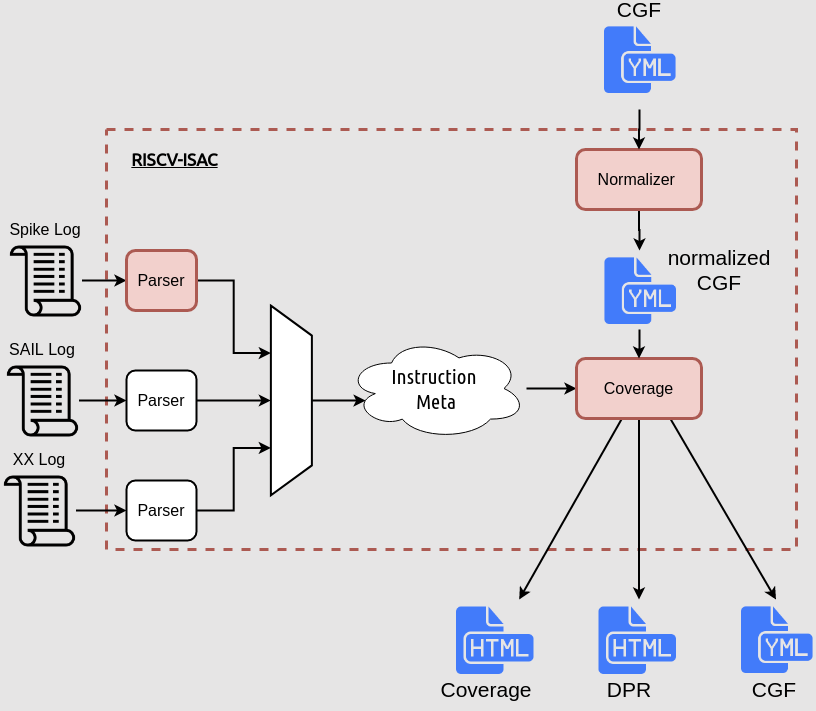 CGF
YML
RISCV-ISAC
Normalizer
Spike Log
Parser
normalized
CGF
YML
SAIL Log
Parser
Instruction
Meta
Coverage
XX Log
Parser
HTML
HTML
YML
Coverage
DPR
CGF